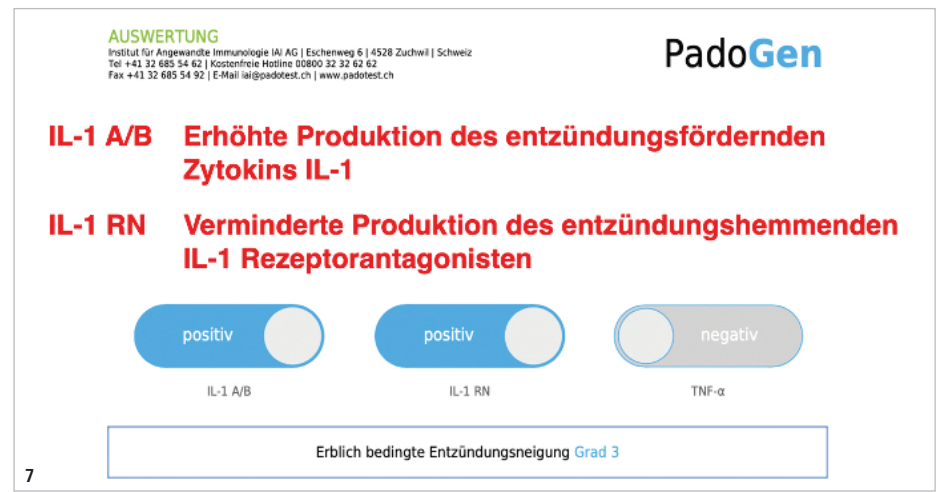 AUSWERTUNG
Institut für Angewandte Immunologie IAI AG | Eschenweg 6 | 4528 Zuchwil | Schweiz
Tel +41 32 685 54 62 | Kostenfreie Hotline 00800 32 32 62 62
Fax +41 32 685 54 92 | E-Mail iai@padotest.ch | www.padotest.ch
PadoGen
IL-1 A/B Erhöhte Produktion des entzündungsfördernden
Zytokins IL-1
IL-1 RN Verminderte Produktion des entzündungshemmenden
IL-1 Rezeptorantagonisten
positiv positiv negativ
IL-1 A/B IL-1 RN TNF-α
Erblich bedingte Entzündungsneigung Grad 3
7